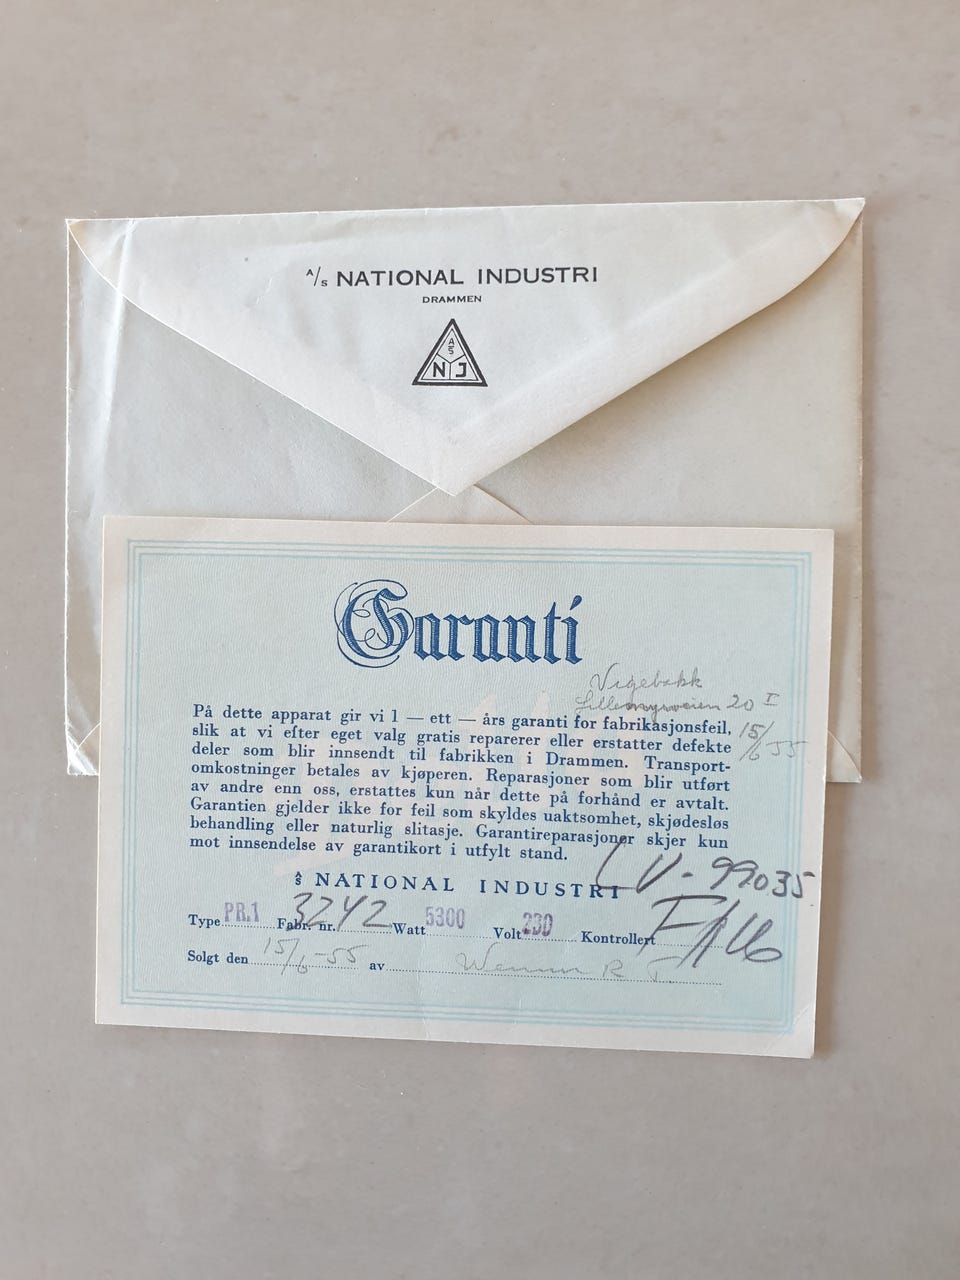 A/s NATIONAL INDUSTRI
DRAMMEN
A/S
N J
Garanti
20 I
15/6 55
På dette apparat gir vi 1 — ett — års garanti for fabrikasjonsfeil,
slik at vi efter eget valg gratis reparerer eller erstatter defekte
deler som blir innsendt til fabrikken i Drammen. Transport-
omkostninger betales av kjøperen. Reparasjoner som blir utført
av andre enn oss, erstattes kun når dette på forhånd er avtalt.
Garantien gjelder ikke for feil som skyldes uaktsomhet, skjødesløs
behandling eller naturlig slitasje. Garantireparasjoner skjer kun
mot innsendelse av garantikort i utfylt stand.
LV-99035
A/S NATIONAL INDUSTRI
Type PR.1 Fabr. nr. 3242 Watt 5300 Volt 230 Kontrollert
Solgt den 15/6-55 av